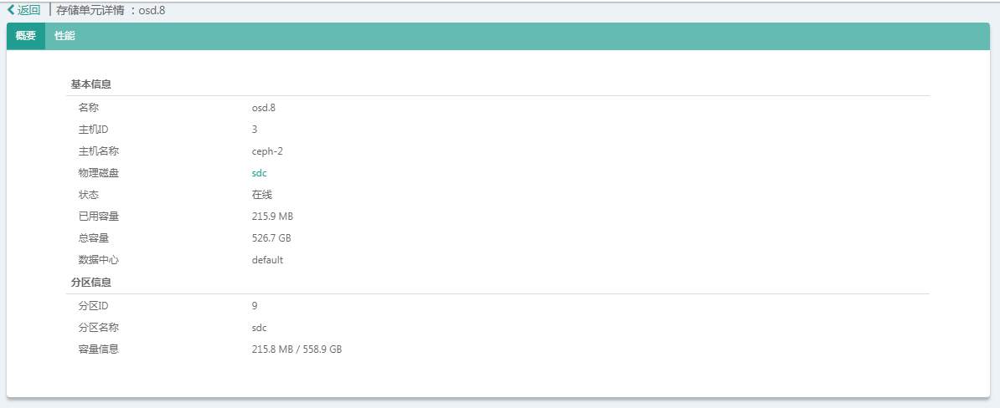 返回 存储单元详情 ：osd.8
概要 性能
基本信息
名称 osd.8
主机ID 3
主机名称 ceph-2
物理磁盘 sdc
状态 在线
已用容量 215.9 MB
总容量 526.7 GB
数据中心 default
分区信息
分区ID 9
分区名称 sdc
容量信息 215.8 MB / 558.9 GB